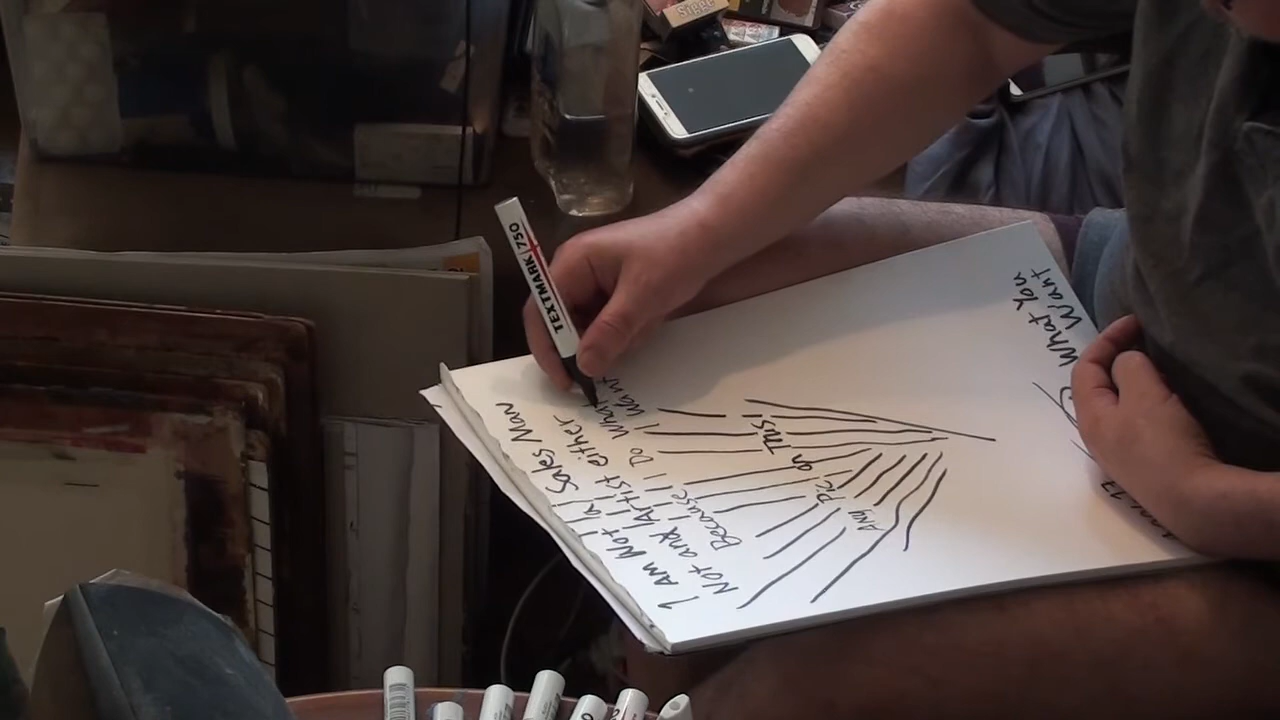 I AM Not a Sales Man
Not and Artist either
Because I Do What
I Want
Any Pic on This!
What You
Want
TEXTMARK 750